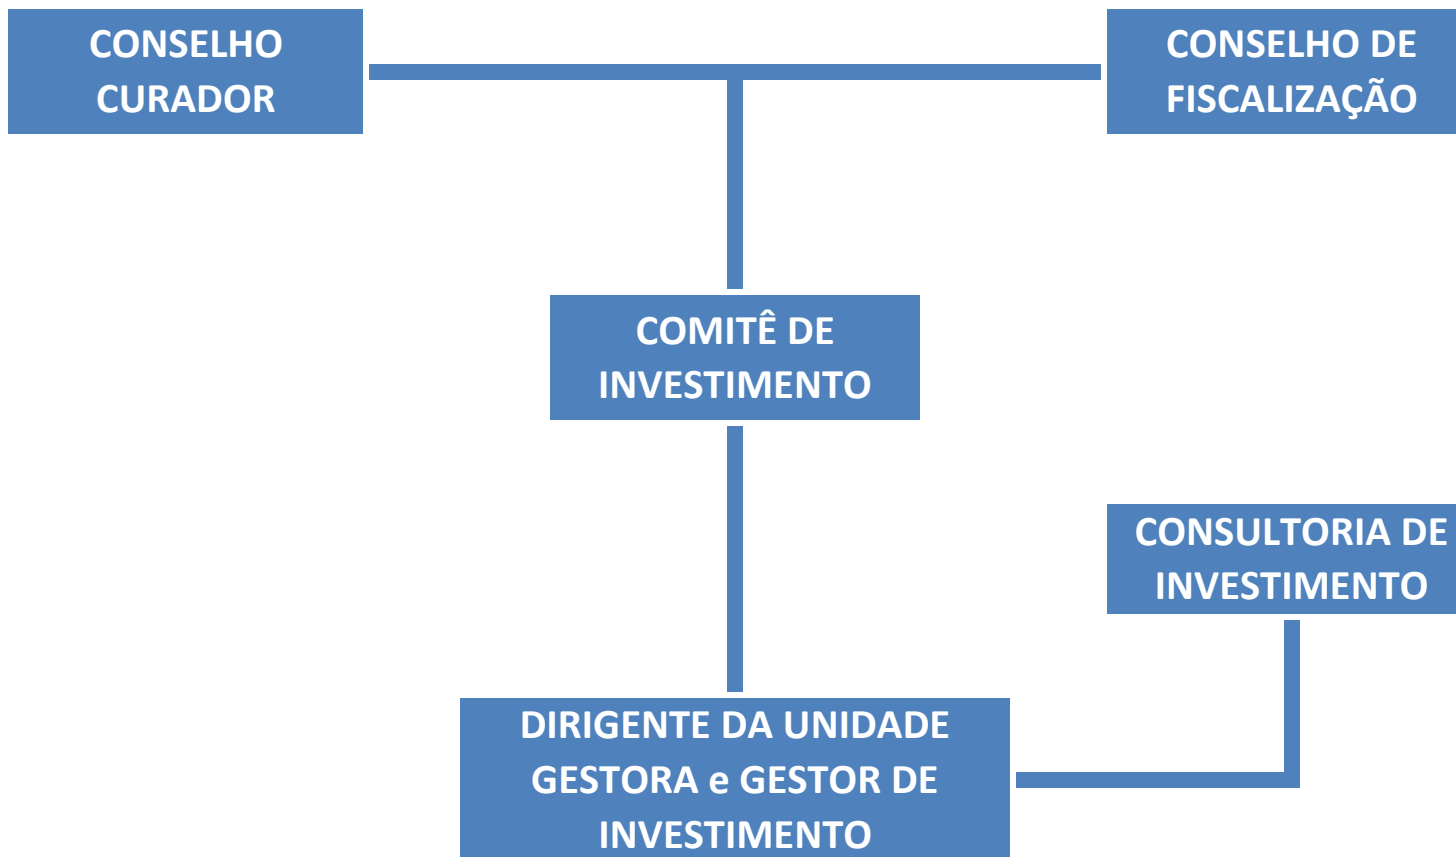 CONSELHO
CURADOR
CONSELHO DE
FISCALIZAÇÃO
COMITÊ DE
INVESTIMENTO
CONSULTORIA DE
INVESTIMENTO
DIRIGENTE DA UNIDADE
GESTORA e GESTOR DE
INVESTIMENTO